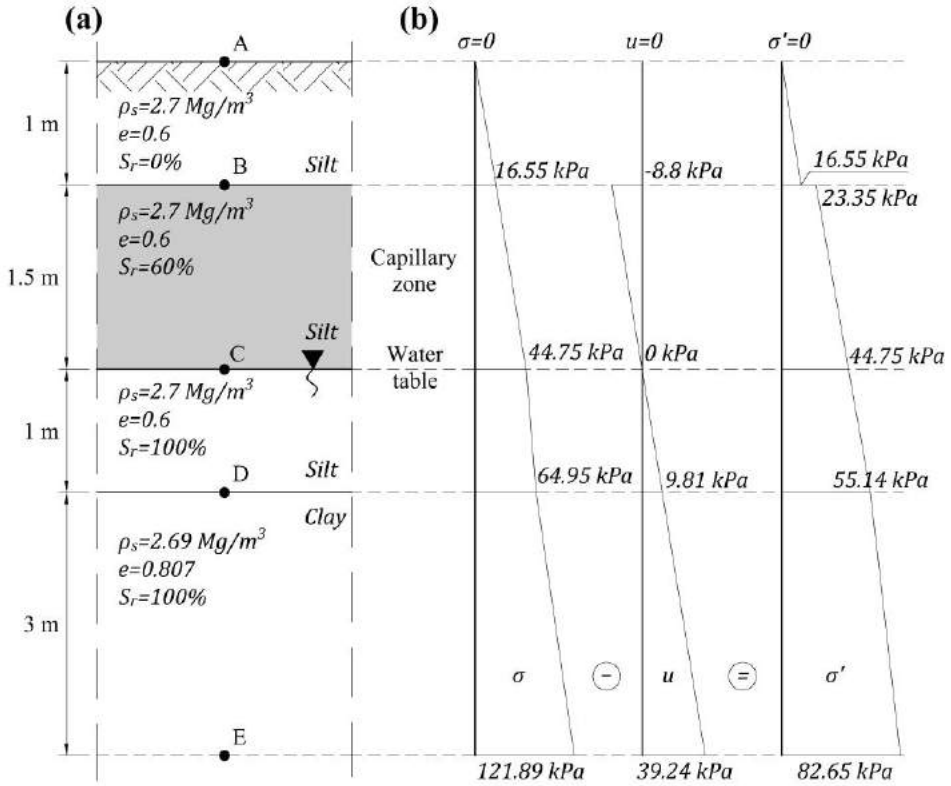 (a)
(b)
A
σ=0
u=0
σ'=0
1 m
ρs=2.7 Mg/m³
e=0.6
Sr=0%
B
Silt
16.55 kPa
-8.8 kPa
16.55 kPa
23.35 kPa
1.5 m
ρs=2.7 Mg/m³
e=0.6
Sr=60%
Capillary
zone
Silt
C
Water
table
44.75 kPa
0 kPa
44.75 kPa
1 m
ρs=2.7 Mg/m³
e=0.6
Sr=100%
D
Silt
64.95 kPa
9.81 kPa
55.14 kPa
Clay
3 m
ρs=2.69 Mg/m³
e=0.807
Sr=100%
σ
−
u
=
σ'
E
121.89 kPa
39.24 kPa
82.65 kPa